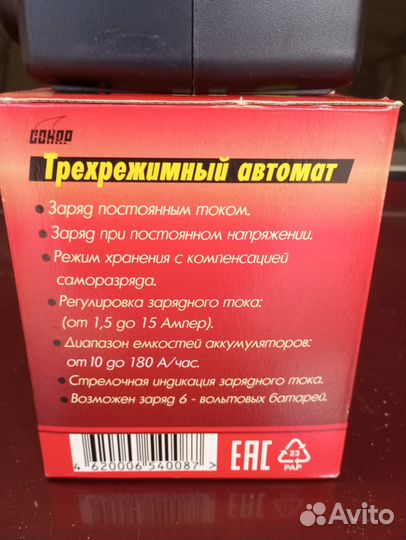 СОНАР
Трехрежимный автомат
Заряд постоянным током.
Заряд при постоянном напряжении.
Режим хранения с компенсацией
саморазряда.
Регулировка зарядного тока:
(от 1,5 до 15 Ампер).
Диапазон емкостей аккумуляторов:
от 10 до 180 А/час.
Стрелочная индикация зарядного тока.
Возможен заряд 6 - вольтовых батарей.
4 620006 540087 >
EAC
23
PAP
Avito